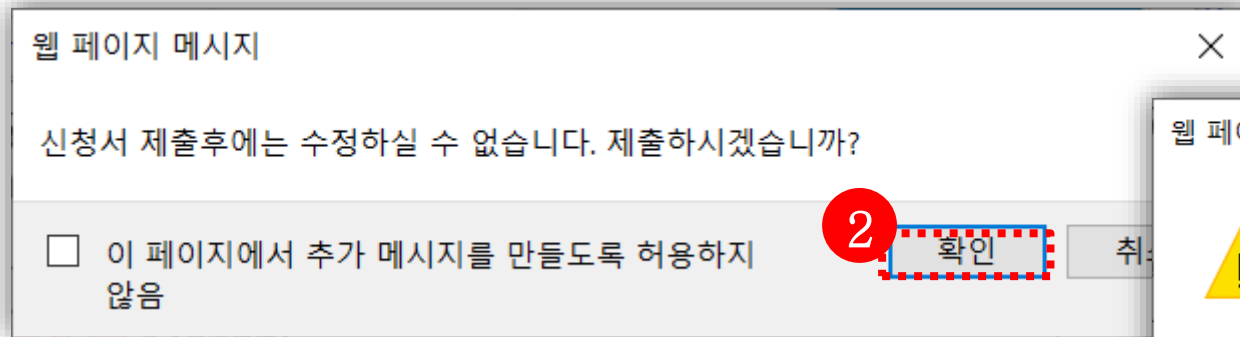 웹 페이지 메시지
신청서 제출후에는 수정하실 수 없습니다. 제출하시겠습니까?
웹
2
확인
이 페이지에서 추가 메시지를 만들도록 허용하지
않음